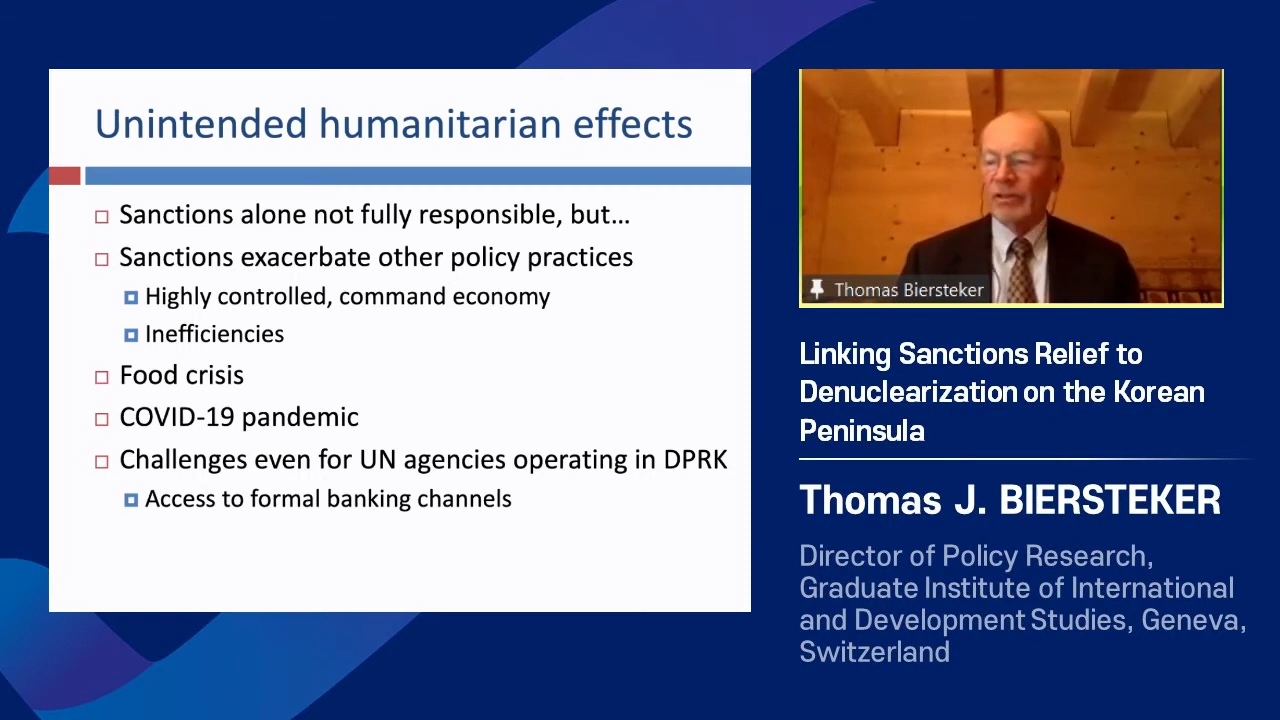 Unintended humanitarian effects
Sanctions alone not fully responsible, but…
Sanctions exacerbate other policy practices
Highly controlled, command economy
Inefficiencies
Food crisis
COVID-19 pandemic
Challenges even for UN agencies operating in DPRK
Access to formal banking channels
Thomas Biersteker
Linking Sanctions Relief to
Denuclearization on the Korean
Peninsula
Thomas J. BIERSTEKER
Director of Policy Research,
Graduate Institute of International
and Development Studies, Geneva,
Switzerland